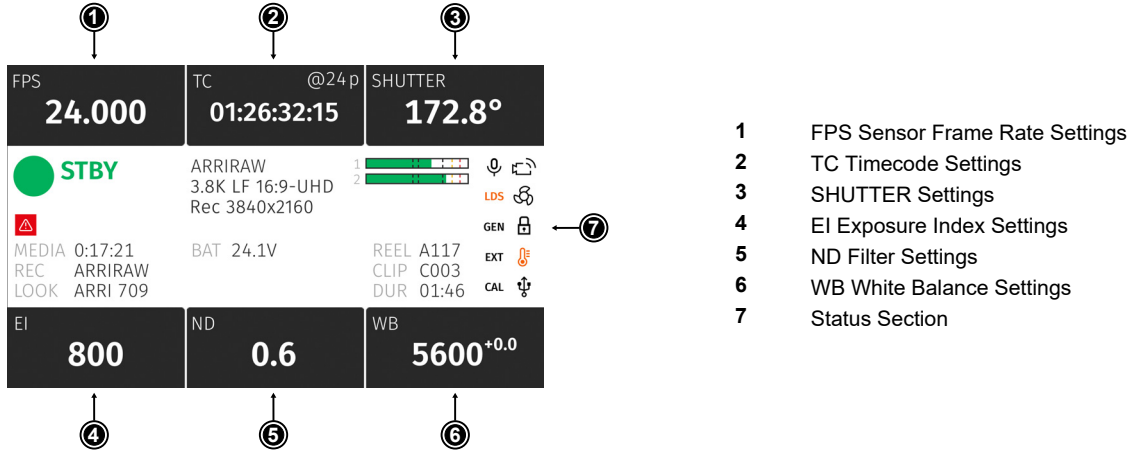 1 2 3
FPS TC @24p SHUTTER
24.000 01:26:32:15 172.8°
STBY ARRIRAW 1
3.8K LF 16:9-UHD 2
Rec 3840x2160 LDS
GEN 7
MEDIA 0:17:21 BAT 24.1V REEL A117 EXT
REC ARRIRAW CLIP C003
LOOK ARRI 709 DUR 01:46 CAL
EI ND WB
800 0.6 5600+0.0
4 5 6
1 FPS Sensor Frame Rate Settings
2 TC Timecode Settings
3 SHUTTER Settings
4 EI Exposure Index Settings
5 ND Filter Settings
6 WB White Balance Settings
7 Status Section